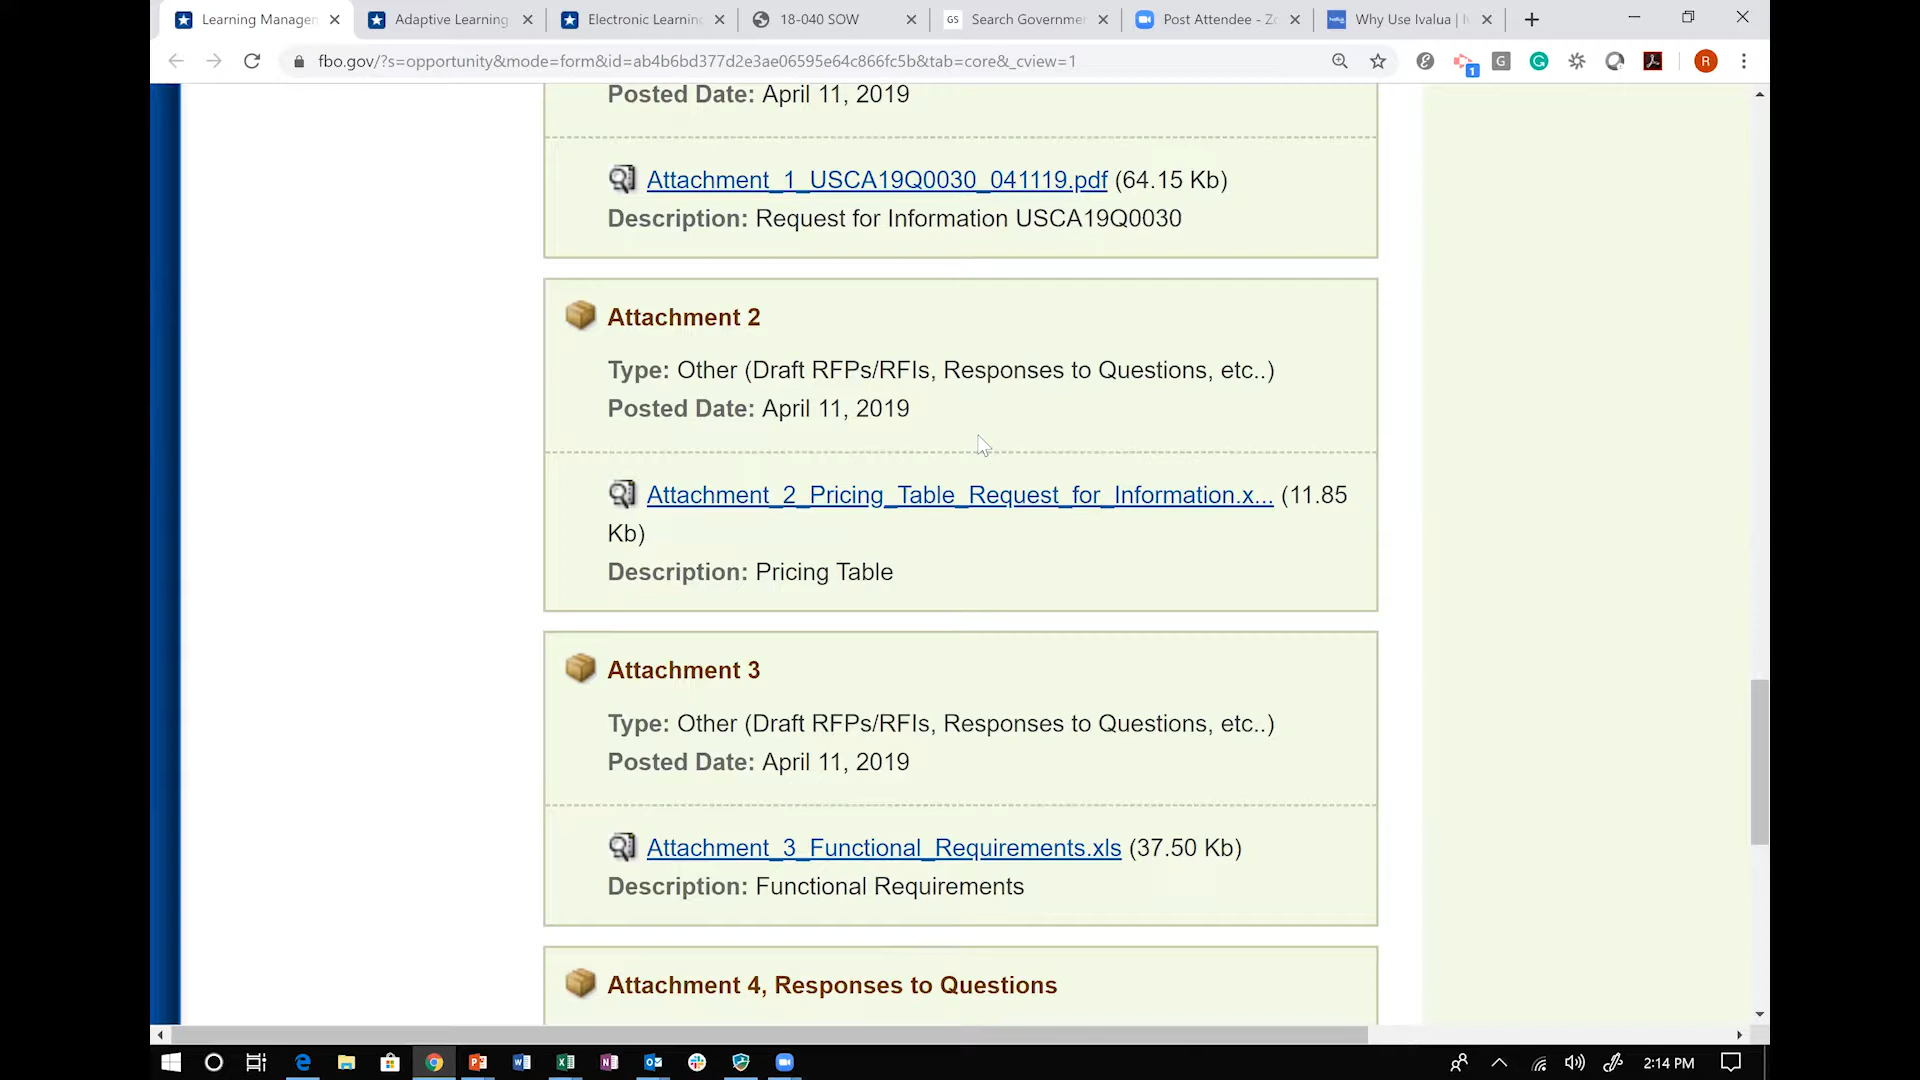 Learning Managen
Adaptive Learning
Electronic Learning
18-040 SOW
GS Search Governme
Post Attendee - Zo
Why Use Ivalua |
fbo.gov/?s=opportunity&mode=form&id=ab4b6bd377d2e3ae06595e64c866fc5b&tab=core&_cview=1
1
G
G
R
Posted Date: April 11, 2019
Attachment_1_USCA19Q0030_041119.pdf (64.15 Kb)
Description: Request for Information USCA19Q0030
Attachment 2
Type: Other (Draft RFPs/RFIs, Responses to Questions, etc..)
Posted Date: April 11, 2019
Attachment_2_Pricing_Table_Request_for_Information.x... (11.85
Kb)
Description: Pricing Table
Attachment 3
Type: Other (Draft RFPs/RFIs, Responses to Questions, etc..)
Posted Date: April 11, 2019
Attachment_3_Functional_Requirements.xls (37.50 Kb)
Description: Functional Requirements
Attachment 4, Responses to Questions
2:14 PM